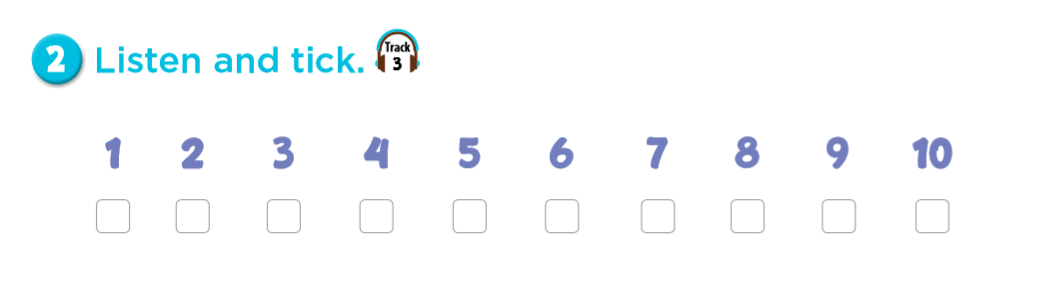 2 Listen and tick. Track 3
1 2 3 4 5 6 7 8 9 10